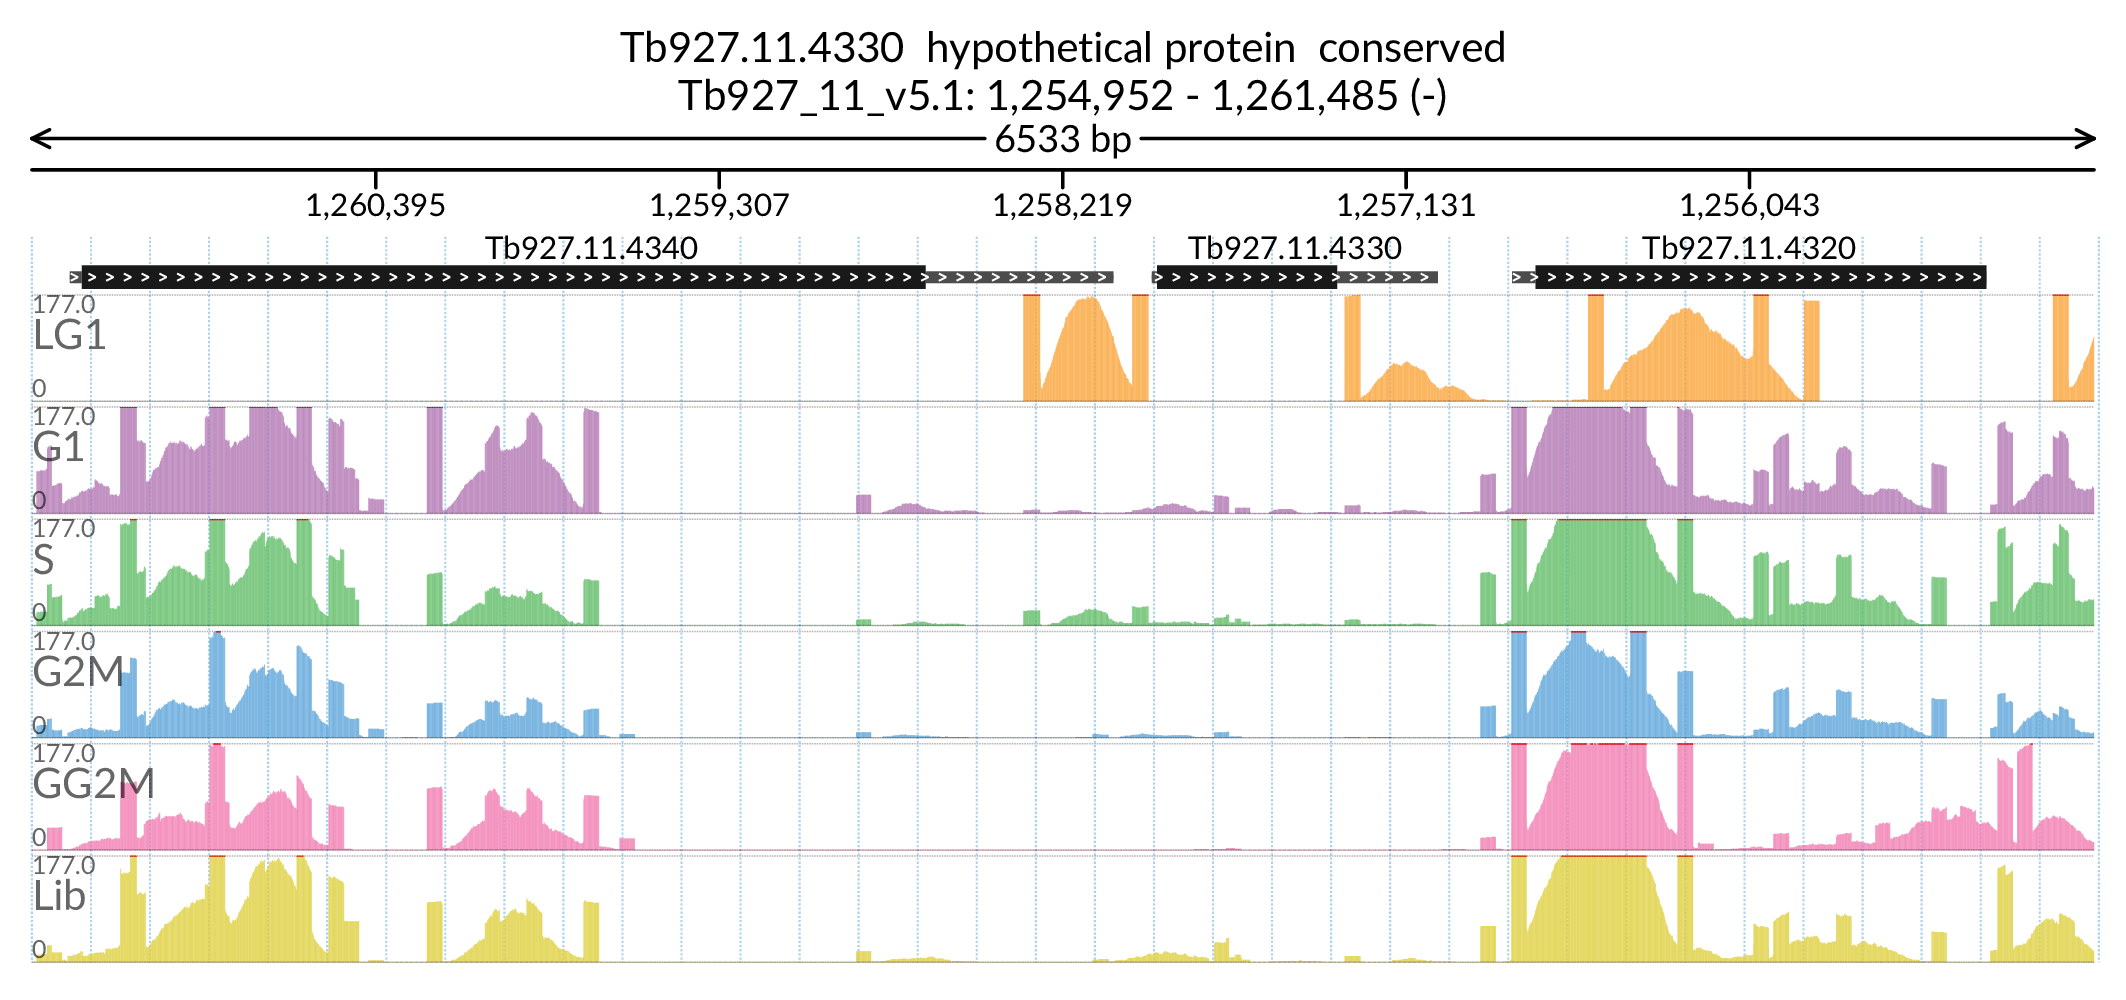 Tb927.11.4330 hypothetical protein conserved
Tb927_11_v5.1: 1,254,952 - 1,261,485 (-)
6533 bp
1,260,395 1,259,307 1,258,219 1,257,131 1,256,043
Tb927.11.4340 Tb927.11.4330 Tb927.11.4320
177.0
LG1
0
177.0
G1
0
177.0
S
0
177.0
G2M
0
177.0
GG2M
0
177.0
Lib
0